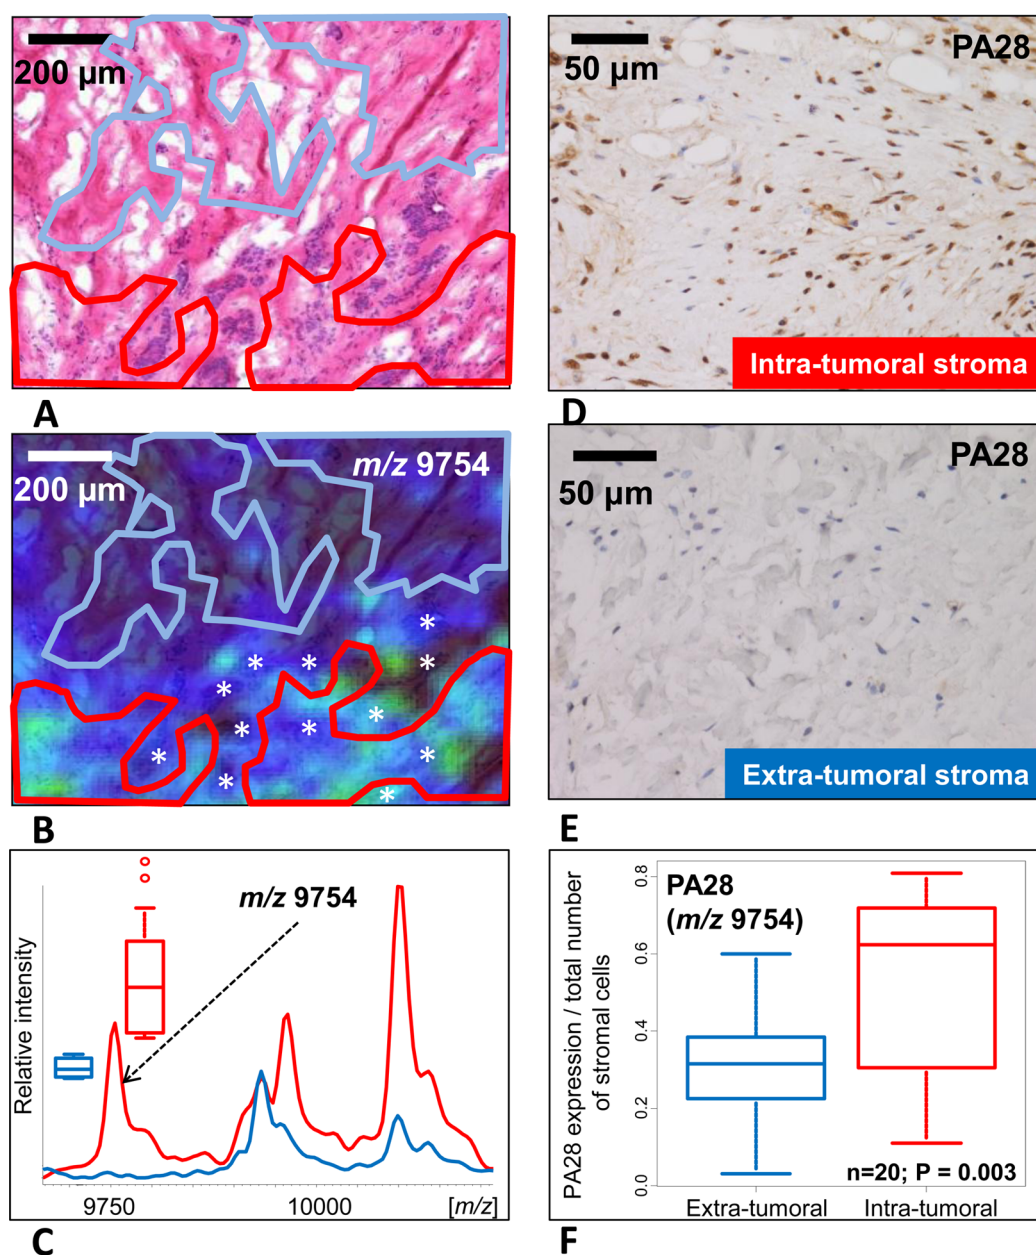 200 µm
A
50 µm
PA28
Intra-tumoral stroma
D
200 µm
m/z 9754
* * * * * * * * * * * * *
B
50 µm
PA28
Extra-tumoral stroma
E
Relative intensity
m/z 9754
9750
10000
[m/z]
C
PA28 expression / total number
of stromal cells
0.8
0.6
0.4
0.2
0.0
PA28
(m/z 9754)
n=20; P = 0.003
Extra-tumoral
Intra-tumoral
F